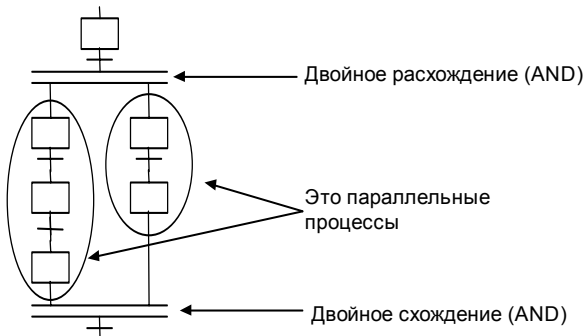 Двойное расхождение (AND)
Это параллельные
процессы
Двойное схождение (AND)